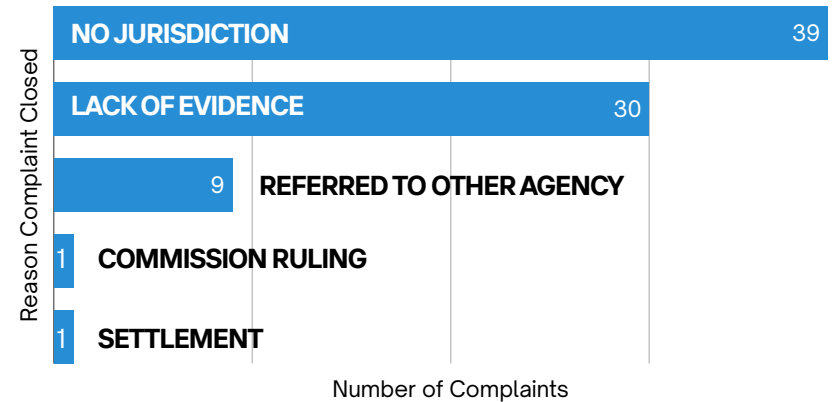 NO JURISDICTION 39
LACK OF EVIDENCE 30
9 REFERRED TO OTHER AGENCY
1 COMMISSION RULING
1 SETTLEMENT
Reason Complaint Closed
Number of Complaints